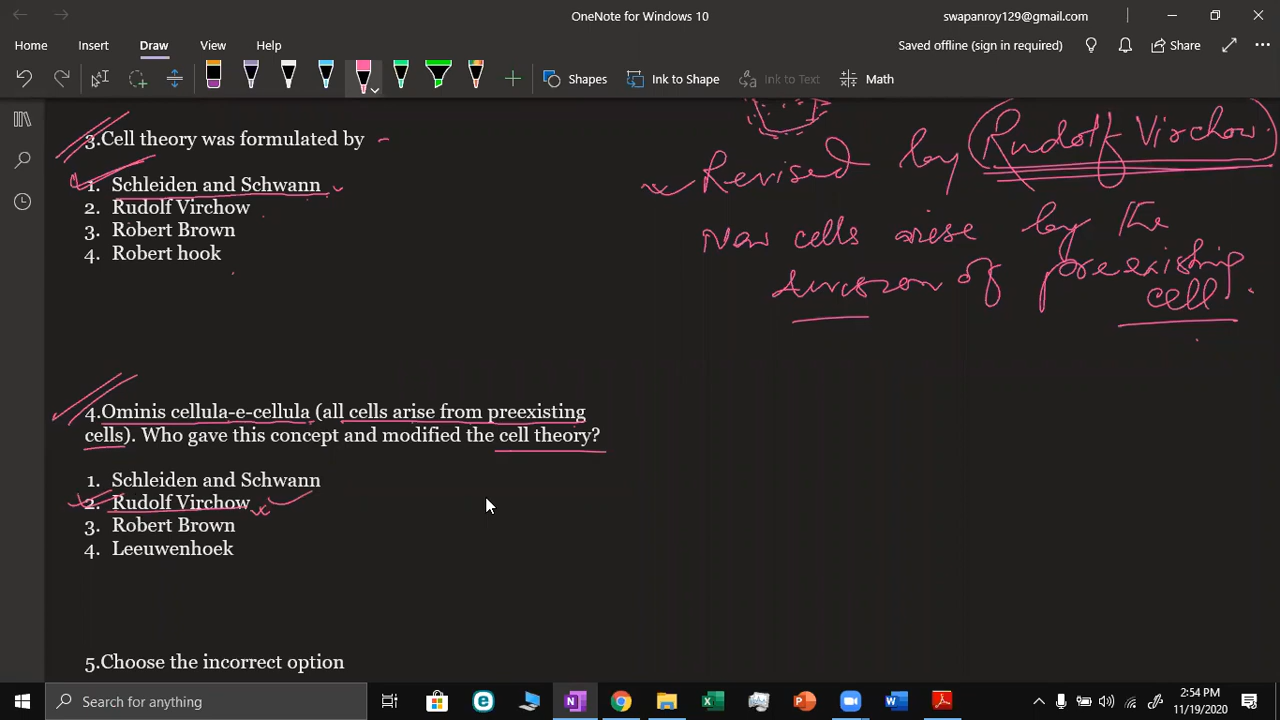 OneNote for Windows 10
swapanroy129@gmail.com
Home Insert Draw View Help
Saved offline (sign in required) Share
Shapes Ink to Shape Ink to Text Math
3.Cell theory was formulated by
1. Schleiden and Schwann
2. Rudolf Virchow
3. Robert Brown
4. Robert hook
Revised by Rudolf Virchow.
New cells arise by the
division of preexisting
cell.
4.Ominis cellula-e-cellula (all cells arise from preexisting
cells). Who gave this concept and modified the cell theory?
1. Schleiden and Schwann
2. Rudolf Virchow
3. Robert Brown
4. Leeuwenhoek
5.Choose the incorrect option
Search for anything
2:54 PM
11/19/2020